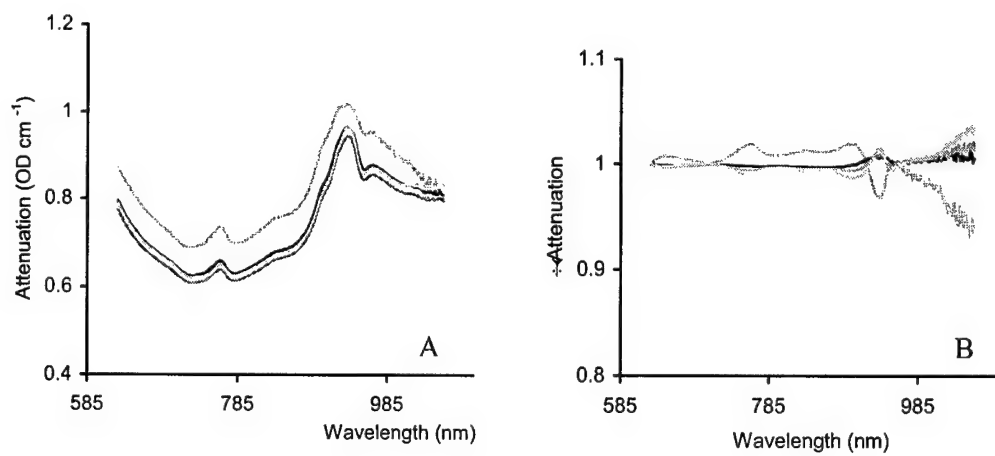 1.2
1
0.8
0.6
0.4
Attenuation (OD cm⁻¹)
585
785
985
Wavelength (nm)
A
1.1
1
0.9
0.8
Attenuation
585
785
985
Wavelength (nm)
B